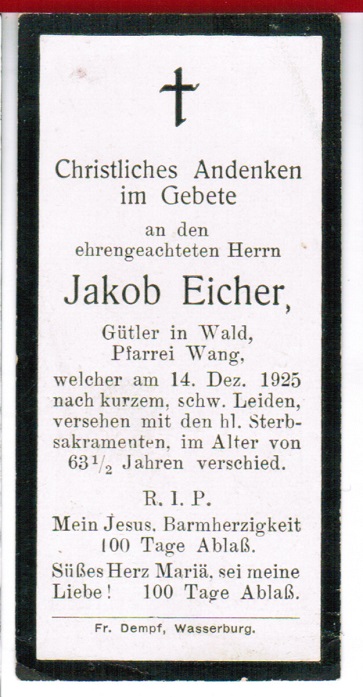 Christliches Andenken
im Gebete
an den
ehrengeachteten Herrn
Jakob Eicher,
Gütler in Wald,
Pfarrei Wang,
welcher am 14. Dez. 1925
nach kurzem, schw. Leiden,
versehen mit den hl. Sterb-
sakramenten, im Alter von
63½ Jahren verschied.
R. I. P.
Mein Jesus, Barmherzigkeit
100 Tage Ablaß.
Süßes Herz Mariä, sei meine
Liebe! 100 Tage Ablaß.
Fr. Dempf, Wasserburg.